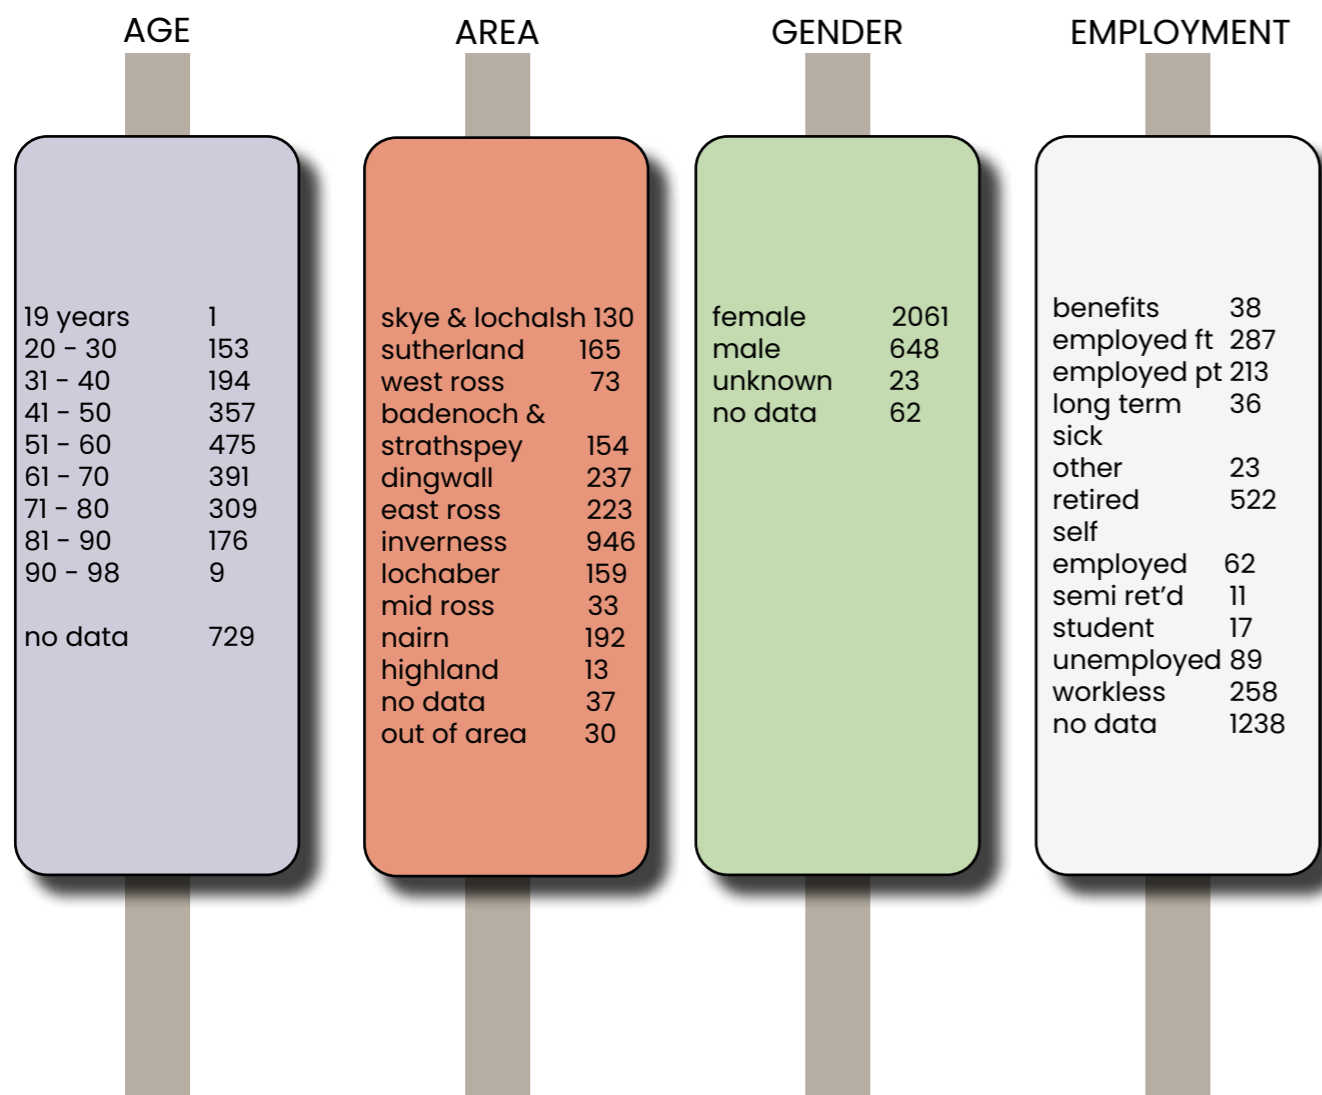 AGE
19 years 1
20 - 30 153
31 - 40 194
41 - 50 357
51 - 60 475
61 - 70 391
71 - 80 309
81 - 90 176
90 - 98 9
no data 729
AREA
skye & lochalsh 130
sutherland 165
west ross 73
badenoch &
strathspey 154
dingwall 237
east ross 223
inverness 946
lochaber 159
mid ross 33
nairn 192
highland 13
no data 37
out of area 30
GENDER
female 2061
male 648
unknown 23
no data 62
EMPLOYMENT
benefits 38
employed ft 287
employed pt 213
long term 36
sick
other 23
retired 522
self
employed 62
semi ret’d 11
student 17
unemployed 89
workless 258
no data 1238